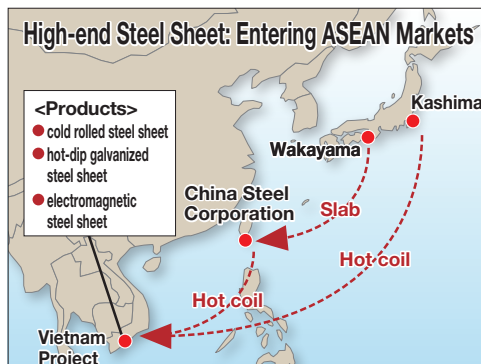 High-end Steel Sheet: Entering ASEAN Markets
<Products>
cold rolled steel sheet
hot-dip galvanized
steel sheet
electromagnetic
steel sheet
Kashima
Wakayama
China Steel
Corporation
Slab
Hot coil
Hot coil
Vietnam
Project